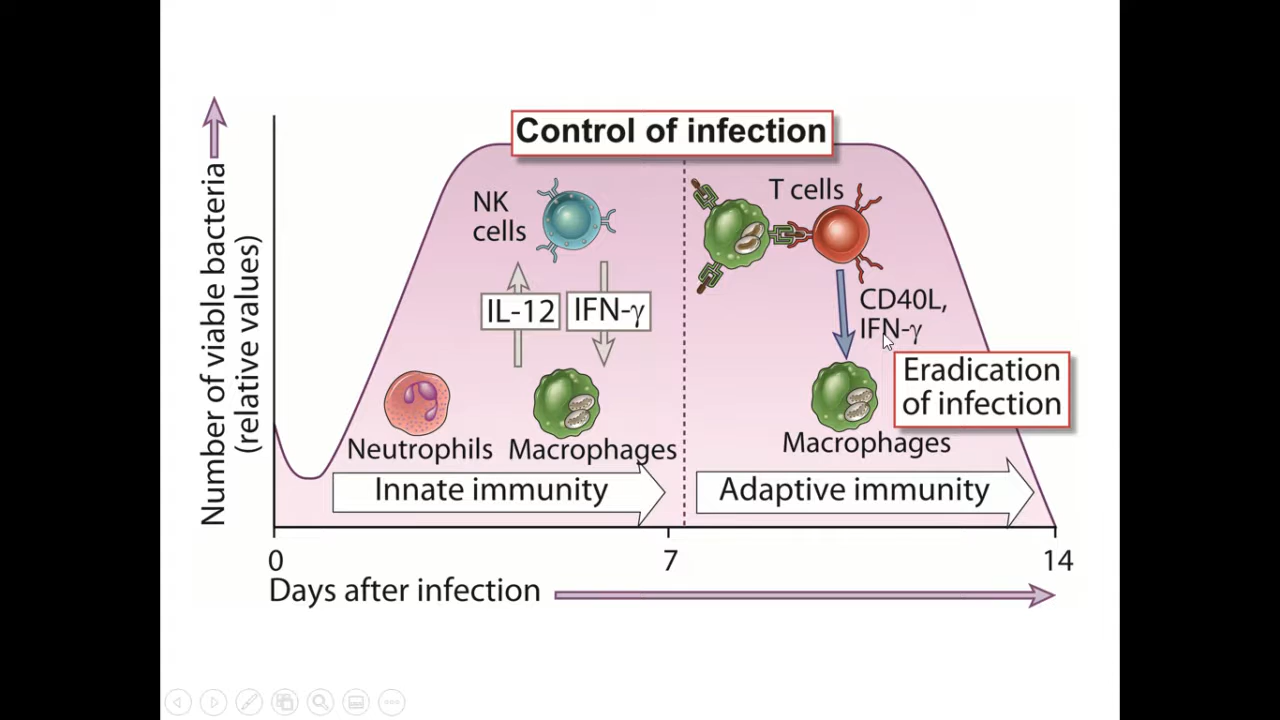 Control of infection
Number of viable bacteria
(relative values)
NK
cells
T cells
IL-12
IFN-γ
CD40L,
IFN-γ
Eradication
of infection
Neutrophils
Macrophages
Macrophages
Innate immunity
Adaptive immunity
0
7
14
Days after infection